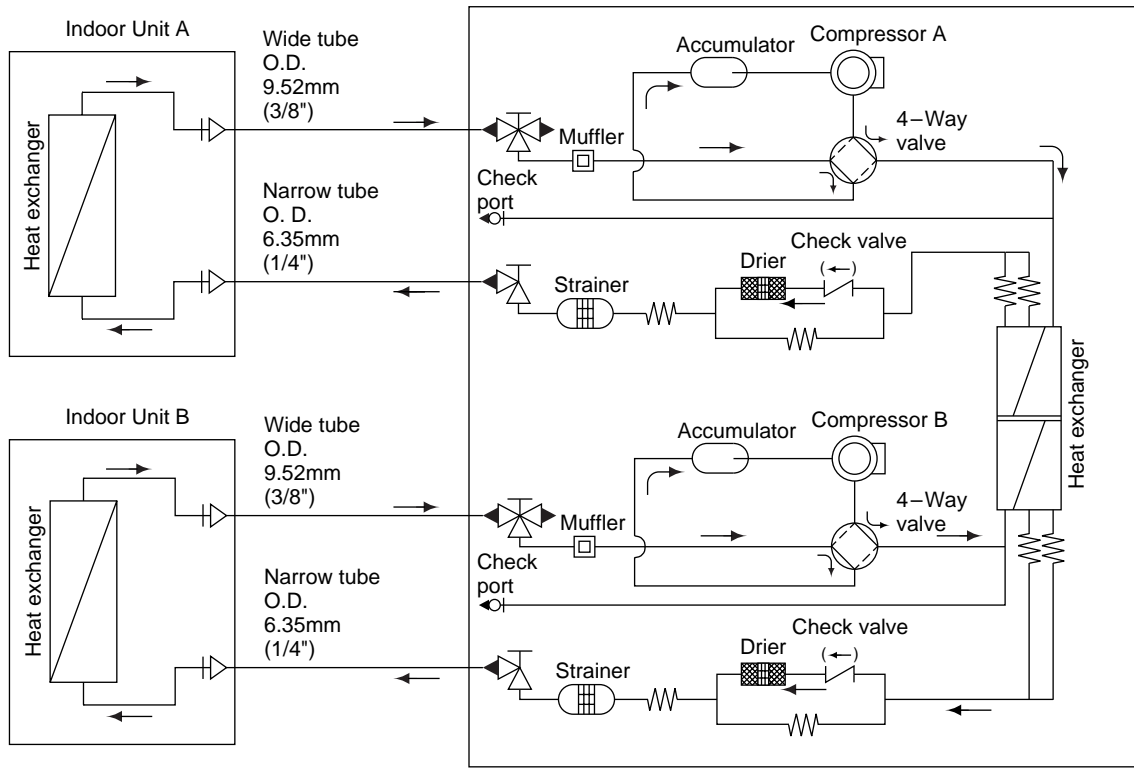 Indoor Unit A
Heat exchanger
Wide tube
O.D.
9.52mm
(3/8")
Narrow tube
O. D.
6.35mm
(1/4")
Accumulator
Compressor A
Muffler
4–Way
valve
Check
port
Check valve
Drier
Strainer
Heat exchanger
Indoor Unit B
Heat exchanger
Wide tube
O.D.
9.52mm
(3/8")
Narrow tube
O.D.
6.35mm
(1/4")
Accumulator
Compressor B
Muffler
4–Way
valve
Check
port
Check valve
Drier
Strainer